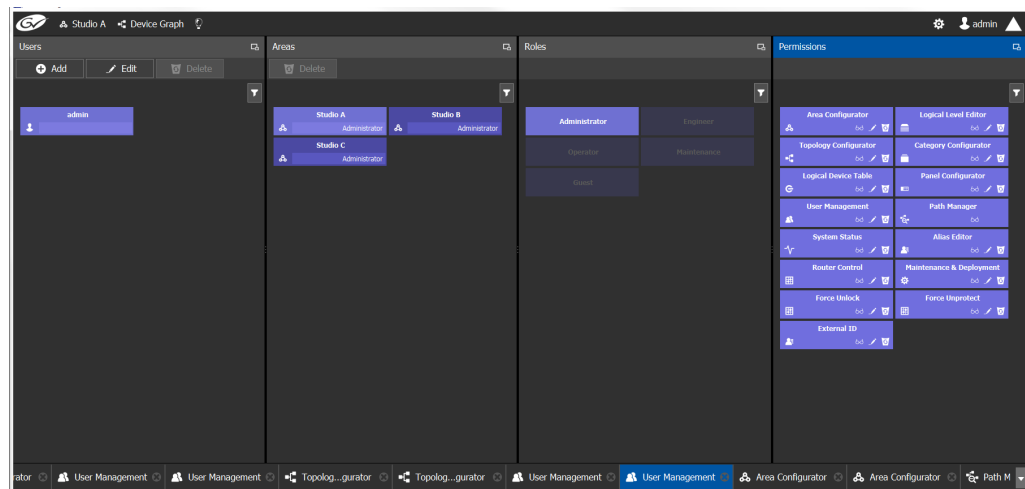 GV Studio A Device Graph admin
Users
Add Edit Delete
admin
Areas
Delete
Studio A
Administrator
Studio B
Administrator
Studio C
Administrator
Roles
Administrator
Engineer
Operator
Maintenance
Guest
Permissions
Area Configurator
Logical Level Editor
Topology Configurator
Category Configurator
Logical Device Table
Panel Configurator
User Management
Path Manager
System Status
Alias Editor
Router Control
Maintenance & Deployment
Force Unlock
Force Unprotect
External ID
rator User Management User Management Topolog...gurator Topolog...gurator User Management User Management Area Configurator Area Configurator Path M